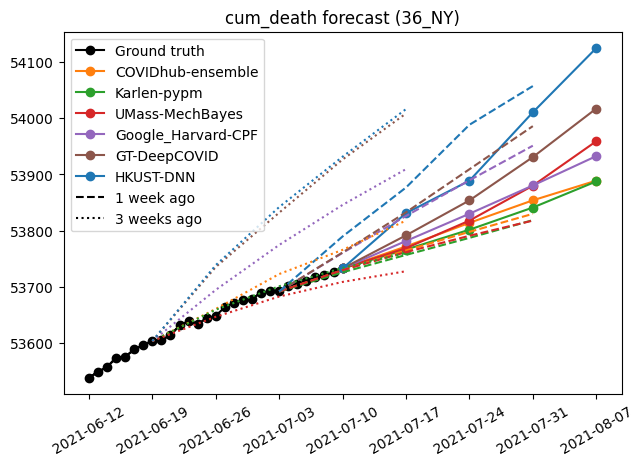 cum_death forecast (36_NY)
54100
54000
53900
53800
53700
53600
Ground truth
COVIDhub-ensemble
Karlen-pypm
UMass-MechBayes
Google_Harvard-CPF
GT-DeepCOVID
HKUST-DNN
1 week ago
3 weeks ago
2021-06-12
2021-06-19
2021-06-26
2021-07-03
2021-07-10
2021-07-17
2021-07-24
2021-07-31
2021-08-07